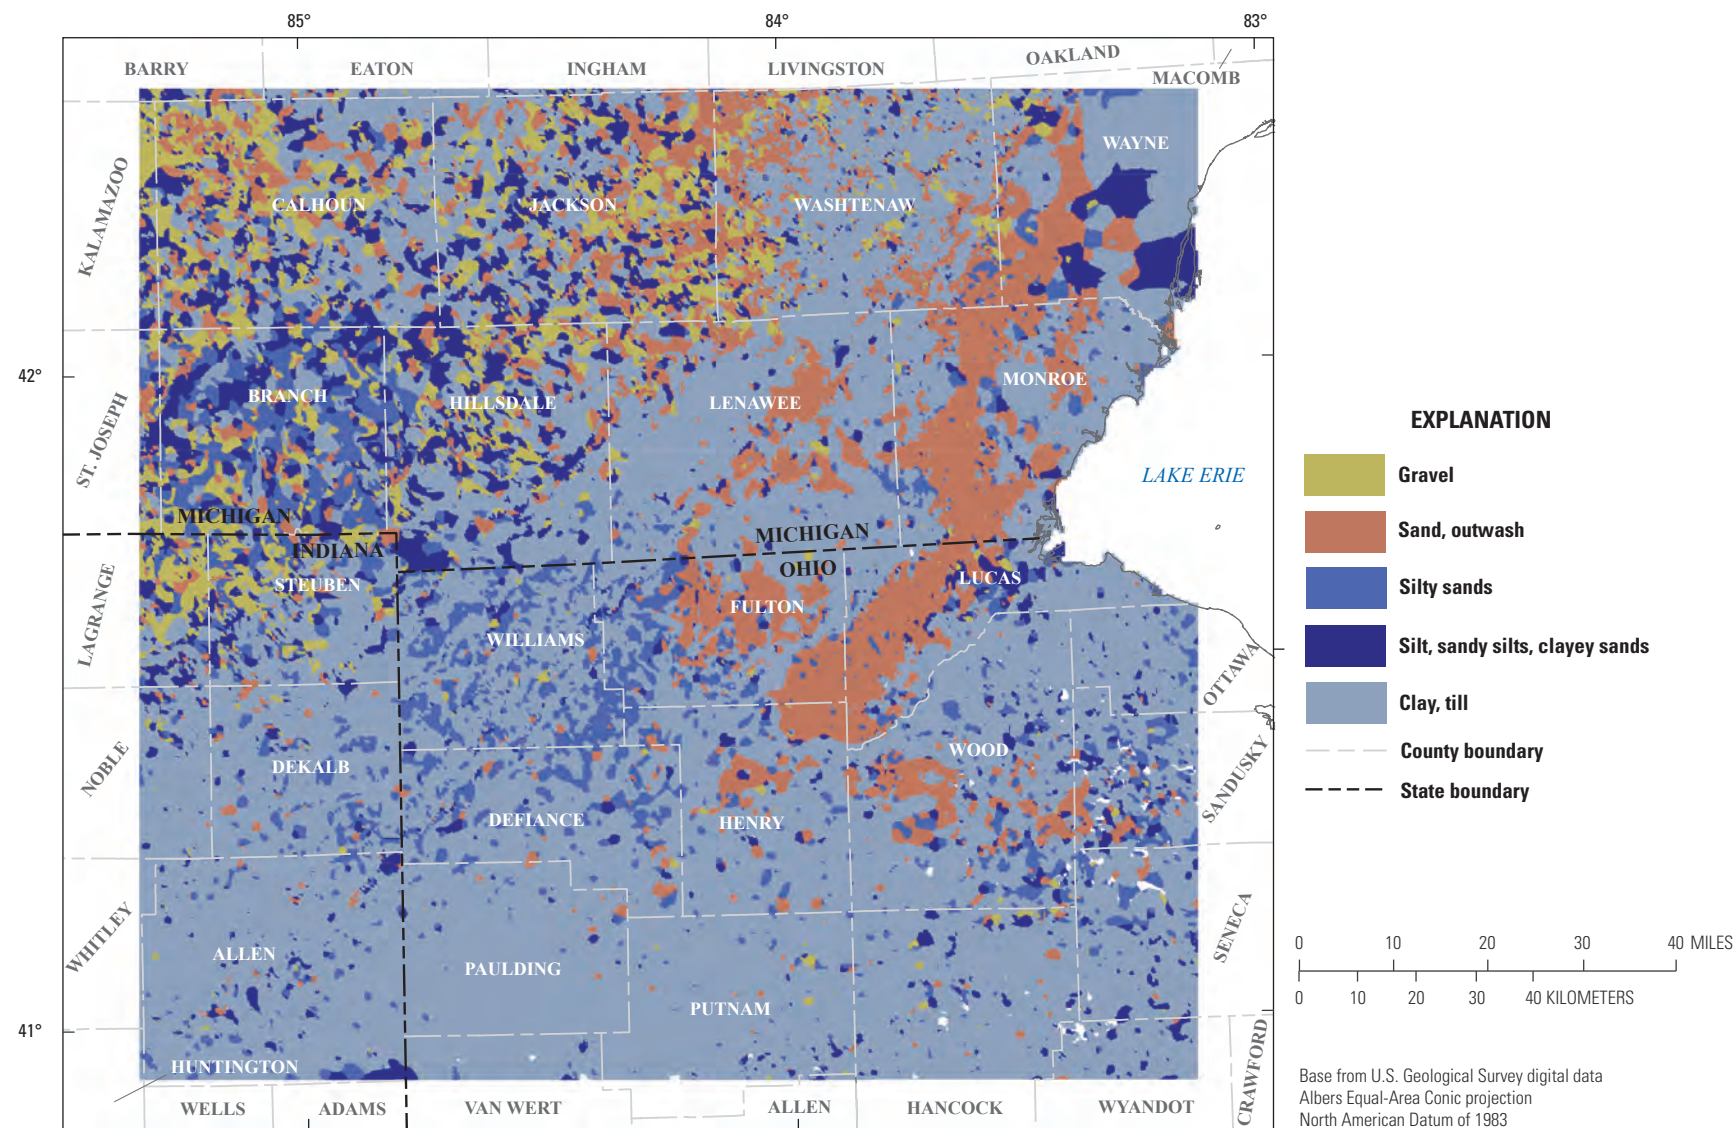 85°
84°
83°
BARRY
EATON
INGHAM
LIVINGSTON
OAKLAND
MACOMB
WAYNE
KALAMAZOO
CALHOUN
JACKSON
WASHTENAW
42°
ST. JOSEPH
BRANCH
HILLSDALE
LENAWEE
MONROE
LAKE ERIE
MICHIGAN
INDIANA
MICHIGAN
OHIO
LAGRANGE
STEUBEN
WILLIAMS
FULTON
LUCAS
OTTAWA
NOBLE
DEKALB
DEFIANCE
HENRY
WOOD
SANDUSKY
WHITLEY
ALLEN
PAULDING
PUTNAM
SENECA
41°
HUNTINGTON
WELLS
ADAMS
VAN WERT
ALLEN
HANCOCK
WYANDOT
CRAWFORD
EXPLANATION
Gravel
Sand, outwash
Silty sands
Silt, sandy silts, clayey sands
Clay, till
County boundary
State boundary
0 10 20 30 40 MILES
0 10 20 30 40 KILOMETERS
Base from U.S. Geological Survey digital data
Albers Equal-Area Conic projection
North American Datum of 1983